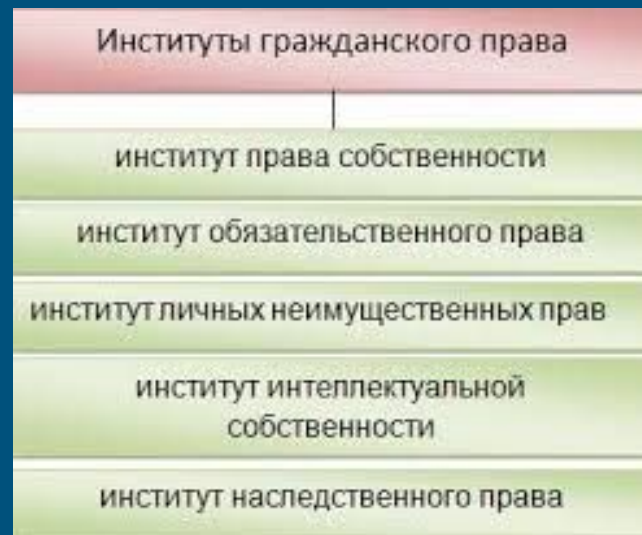 Институты гражданского права
институт права собственности
институт обязательственного права
институт личных неимущественных прав
институт интеллектуальной
собственности
институт наследственного права